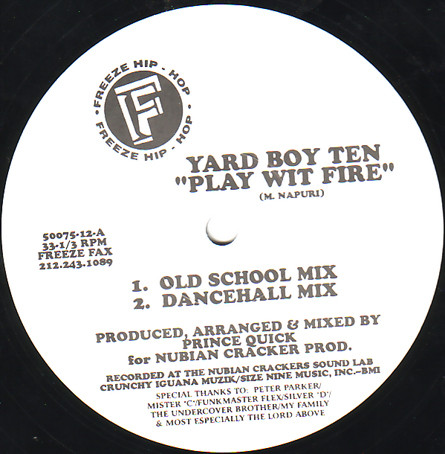 FREEZE HIP - HOP
FREEZE HIP - HOP
F
YARD BOY TEN
"PLAY WIT FIRE"
(M. NAPURI)
50075-12-A
33-1/3 RPM
FREEZE FAX
212.243.1089
1. OLD SCHOOL MIX
2. DANCEHALL MIX
PRODUCED, ARRANGED & MIXED BY
PRINCE QUICK
for NUBIAN CRACKER PROD.
RECORDED AT THE NUBIAN CRACKERS SOUND LAB
CRUNCHY IGUANA MUZIK/SIZE NINE MUSIC, INC.-BMI
SPECIAL THANKS TO: PETER PARKER/
MISTER "C"/FUNKMASTER FLEX/SILVER "D"/
THE UNDERCOVER BROTHER/MY FAMILY
& MOST ESPECIALLY THE LORD ABOVE